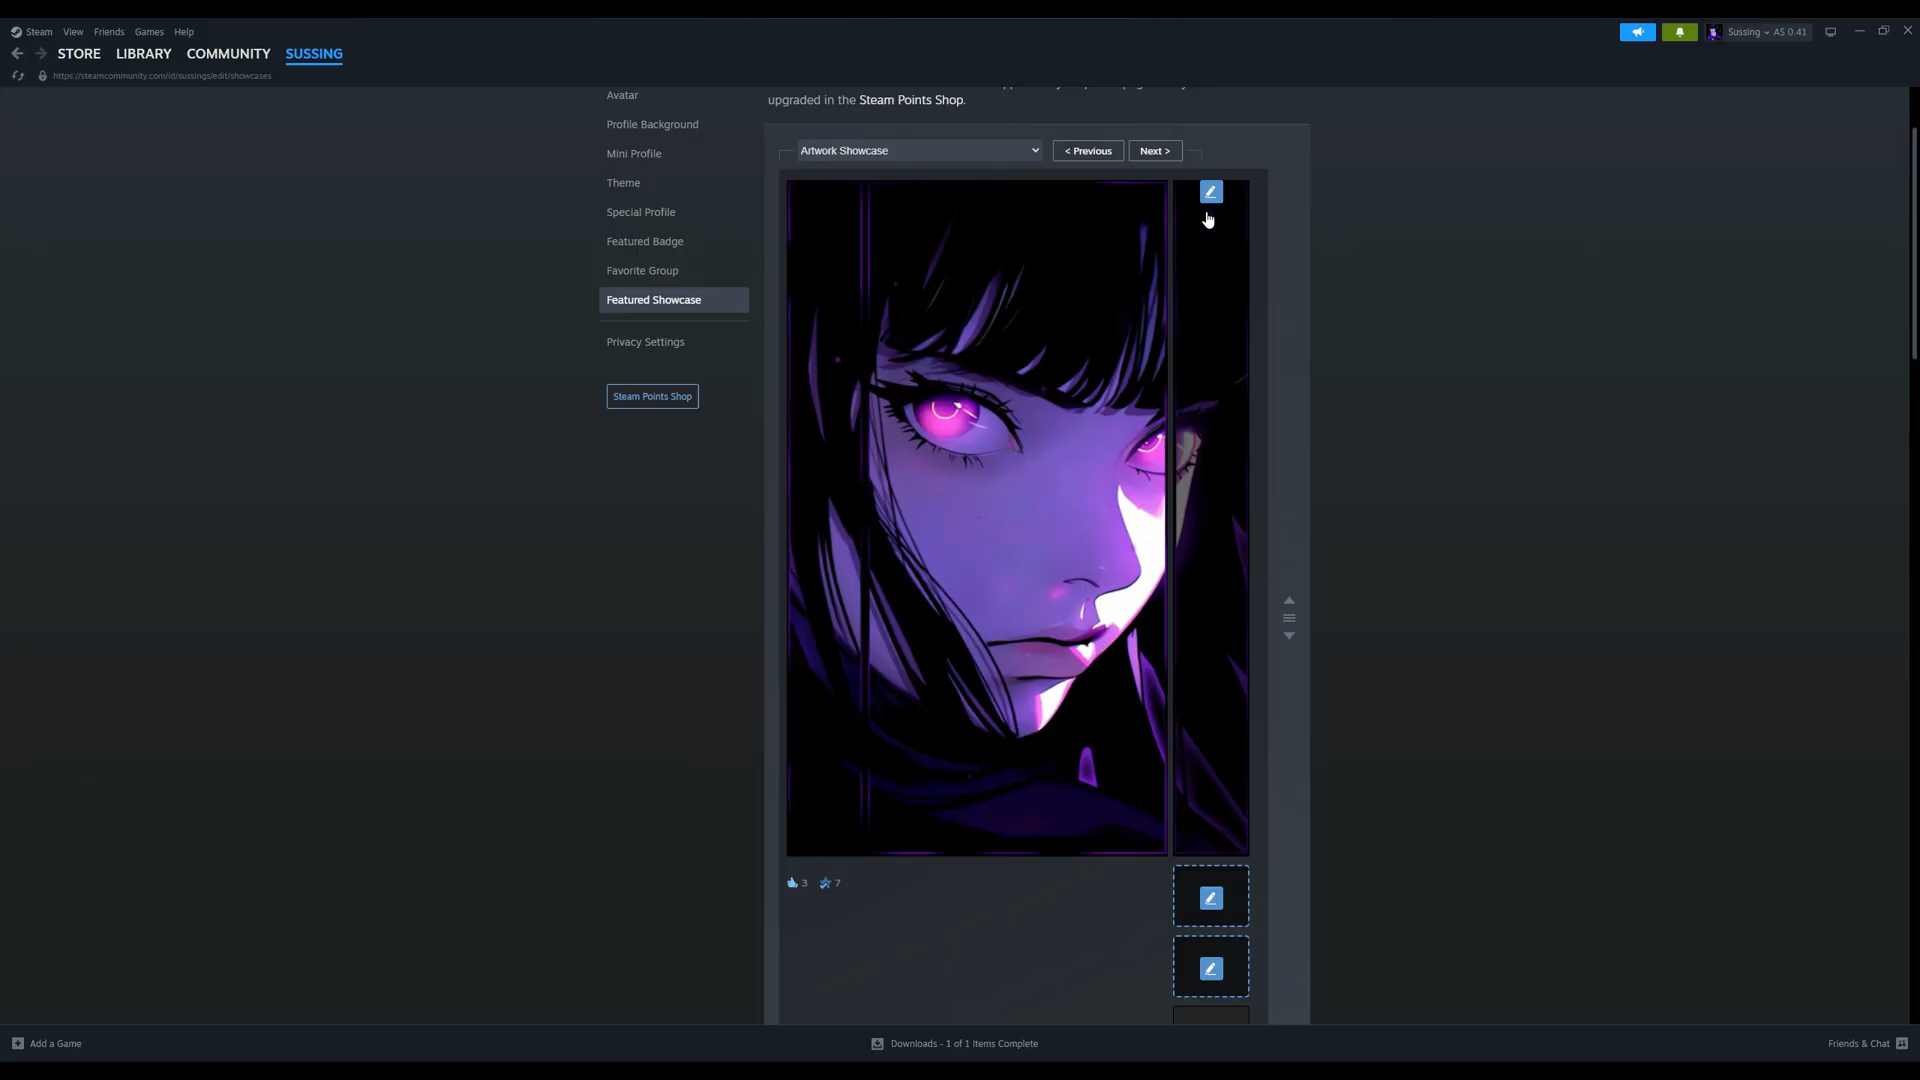 Steam View Friends Games Help
Sussing AS 0.41
STORE LIBRARY COMMUNITY SUSSING
https://steamcommunity.com/id/sussings/edit/showcases
Avatar
Profile Background
Mini Profile
Theme
Special Profile
Featured Badge
Favorite Group
Featured Showcase
Privacy Settings
Steam Points Shop
upgraded in the Steam Points Shop.
Artwork Showcase
< Previous
Next >
3 7
Add a Game
Downloads - 1 of 1 Items Complete
Friends & Chat